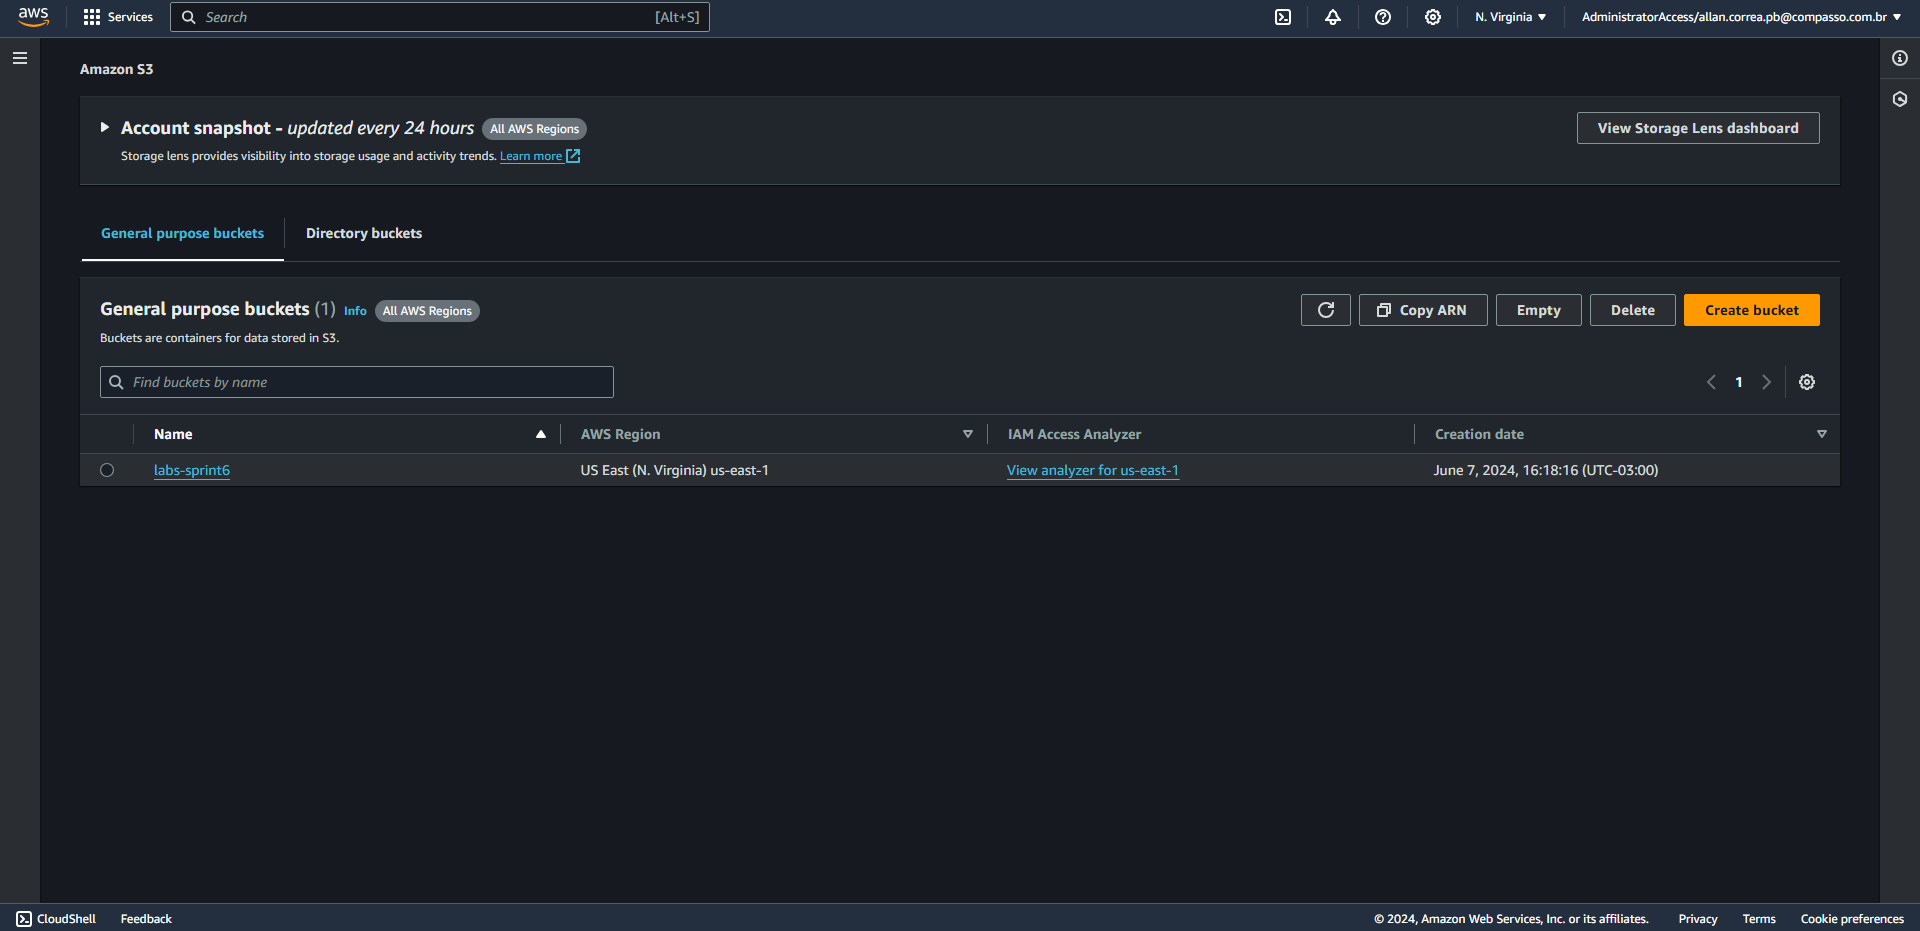 aws Services Search [Alt+S] N. Virginia AdministratorAccess/allan.correa.pb@compasso.com.br
Amazon S3
Account snapshot - updated every 24 hours All AWS Regions View Storage Lens dashboard
Storage lens provides visibility into storage usage and activity trends. Learn more
General purpose buckets Directory buckets
General purpose buckets (1) Info All AWS Regions Copy ARN Empty Delete Create bucket
Buckets are containers for data stored in S3.
Find buckets by name 1
Name AWS Region IAM Access Analyzer Creation date
labs-sprint6 US East (N. Virginia) us-east-1 View analyzer for us-east-1 June 7, 2024, 16:18:16 (UTC-03:00)
CloudShell Feedback © 2024, Amazon Web Services, Inc. or its affiliates. Privacy Terms Cookie preferences